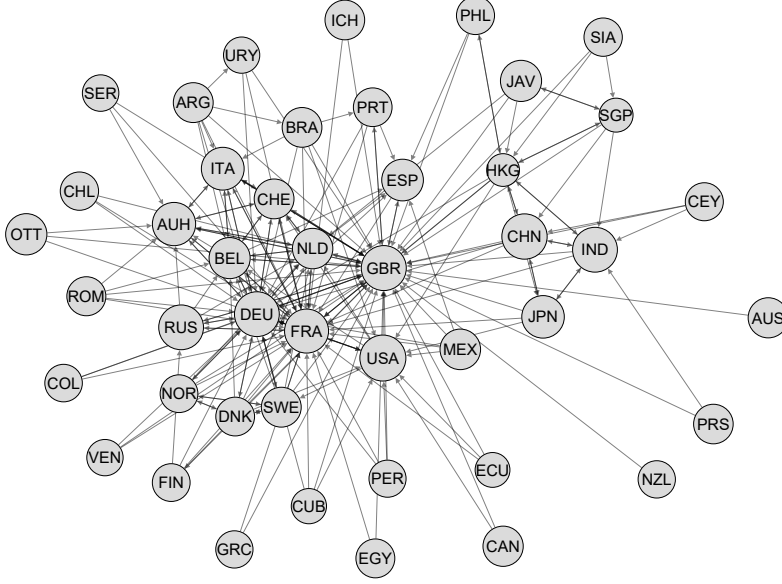 ICH
PHL
SIA
URY
JAV
SER
ARG
PRT
SGP
BRA
ITA
HKG
ESP
CHL
CHE
CEY
AUH
OTT
CHN
NLD
IND
BEL
GBR
ROM
DEU
JPN
AUS
RUS
FRA
MEX
USA
COL
NOR
SWE
DNK
PRS
VEN
ECU
PER
FIN
NZL
CUB
GRC
CAN
EGY